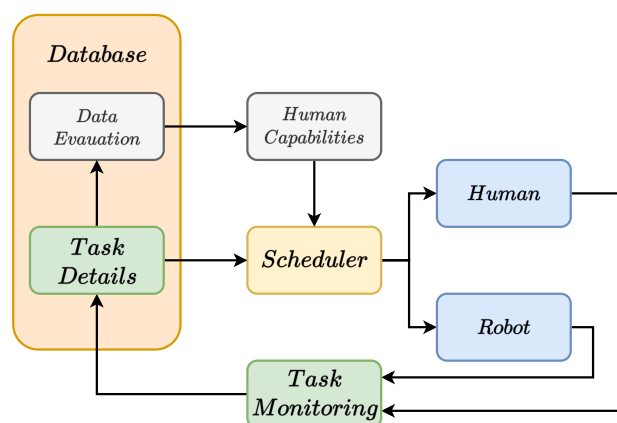 Database
Data
Evauation
Human
Capabilities
Human
Task
Details
Scheduler
Robot
Task
Monitoring